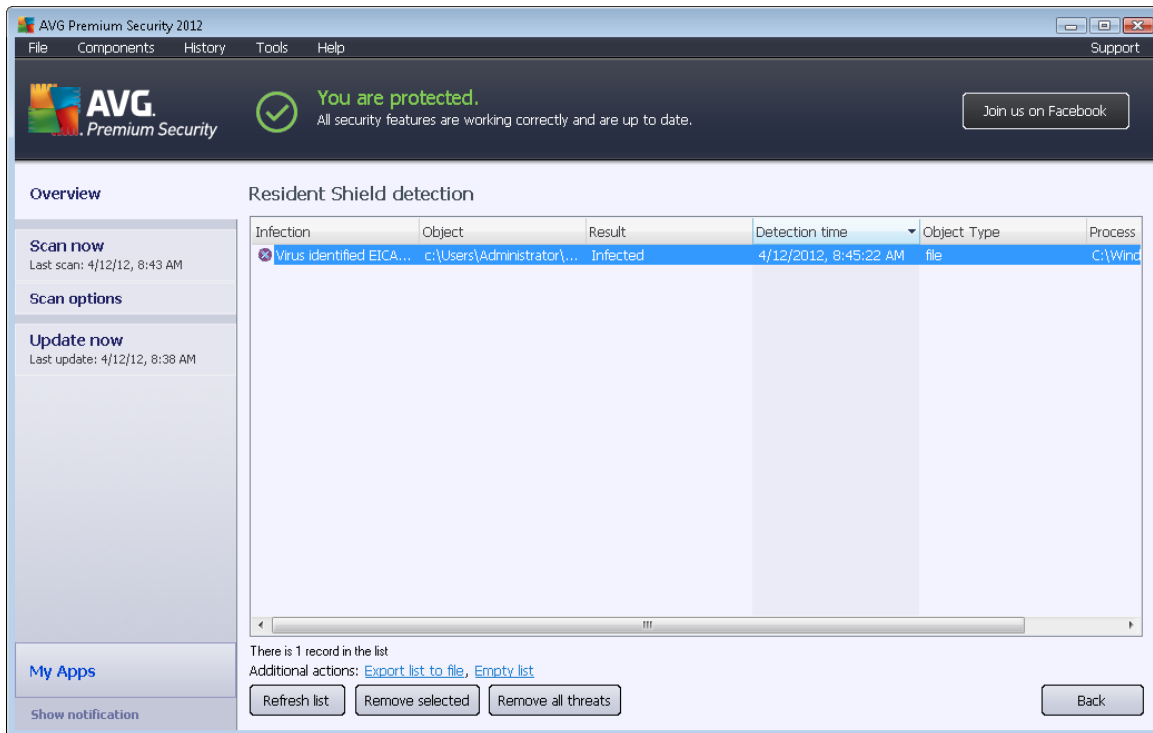 AVG Premium Security 2012
File Components History Tools Help Support
AVG.
Premium Security
You are protected.
All security features are working correctly and are up to date.
Join us on Facebook
Overview
Scan now
Last scan: 4/12/12, 8:43 AM
Scan options
Update now
Last update: 4/12/12, 8:38 AM
My Apps
Show notification
Resident Shield detection
Infection Object Result Detection time Object Type Process
Virus identified EICA... c:\Users\Administrator\... Infected 4/12/2012, 8:45:22 AM file C:\Wind
There is 1 record in the list
Additional actions: Export list to file, Empty list
Refresh list Remove selected Remove all threats Back